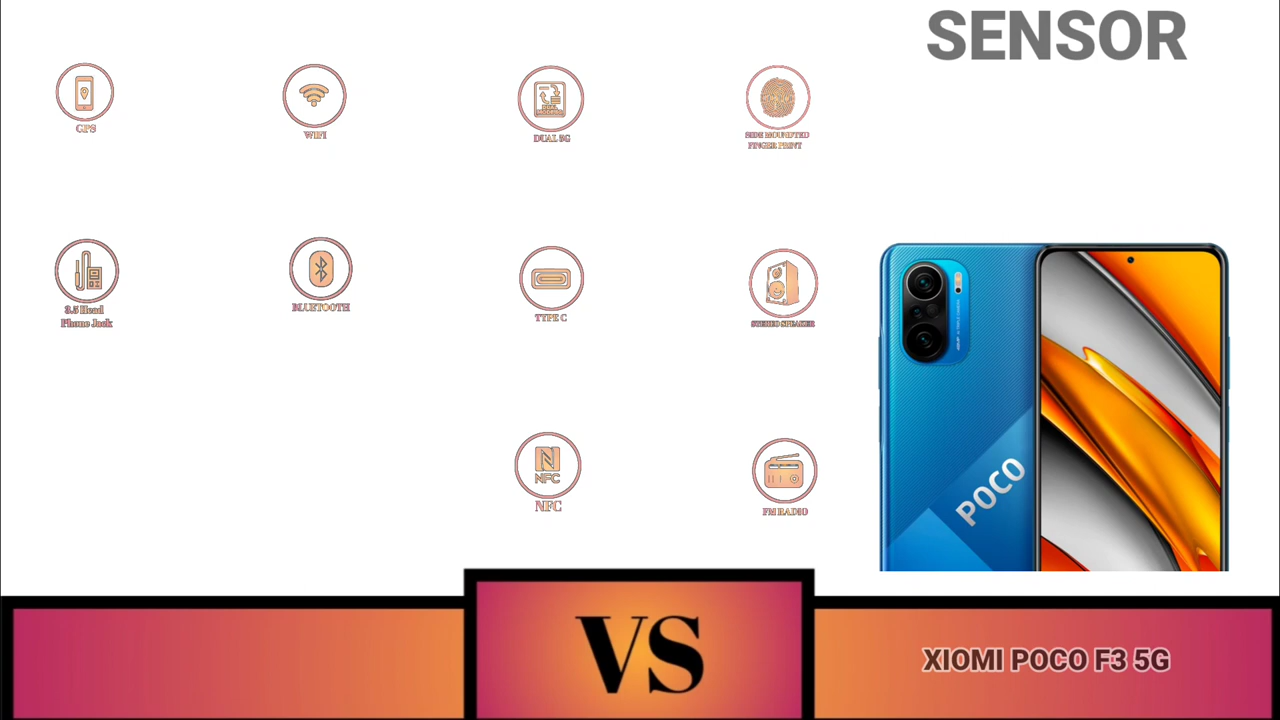 SENSOR
GPS
WIFI
DUAL 5G
SIDE MOUNDTED
FINGER PRINT
3.5 Head
Phone Jack
BLUETOOTH
TYPE C
STEREO SPEAKER
NFC
NFC
FM RADIO
POCO
VS
XIOMI POCO F3 5G